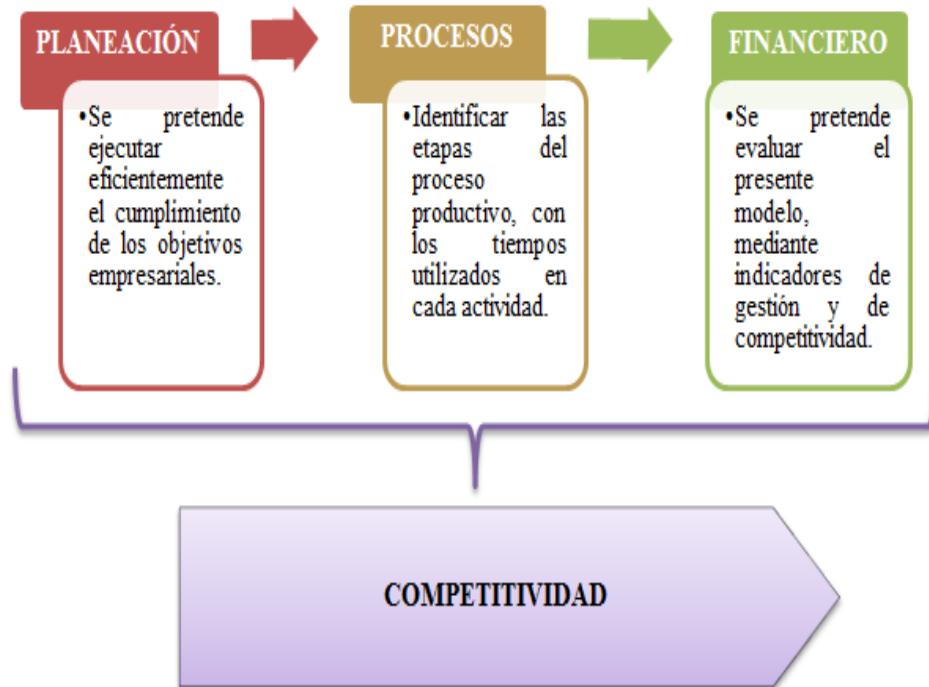 PLANEACIÓN
•Se pretende
ejecutar
eficientemente
el cumplimiento
de los objetivos
empresariales.
PROCESOS
•Identificar las
etapas del
proceso
productivo, con
los tiempos
utilizados en
cada actividad.
FINANCIERO
•Se pretende
evaluar el
presente
modelo,
mediante
indicadores de
gestión y de
competitividad.
COMPETITIVIDAD